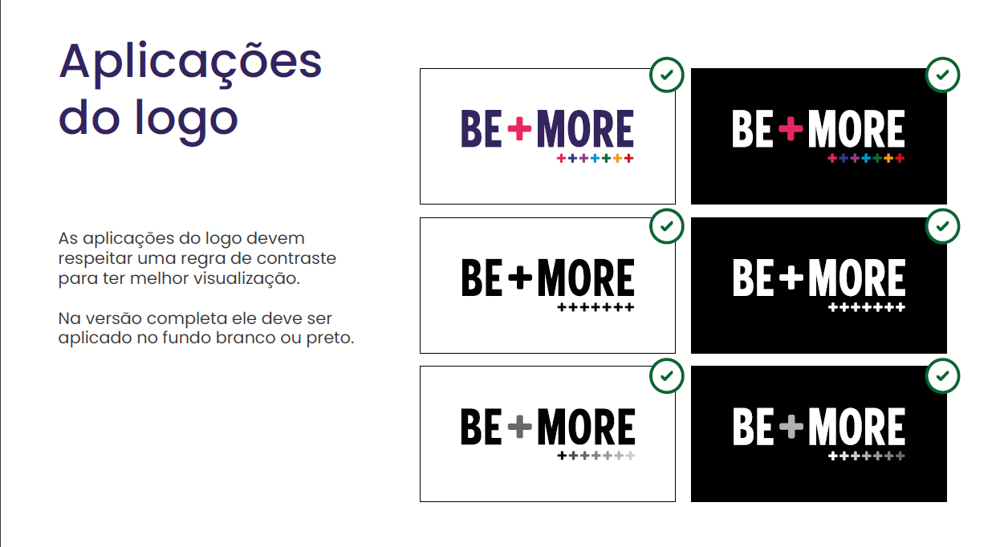 Aplicações
do logo
As aplicações do logo devem
respeitar uma regra de contraste
para ter melhor visualização.
Na versão completa ele deve ser
aplicado no fundo branco ou preto.
BE+MORE
+++++++
BE+MORE
+++++++
BE+MORE
+++++++
BE+MORE
+++++++
BE+MORE
+++++++
BE+MORE
+++++++